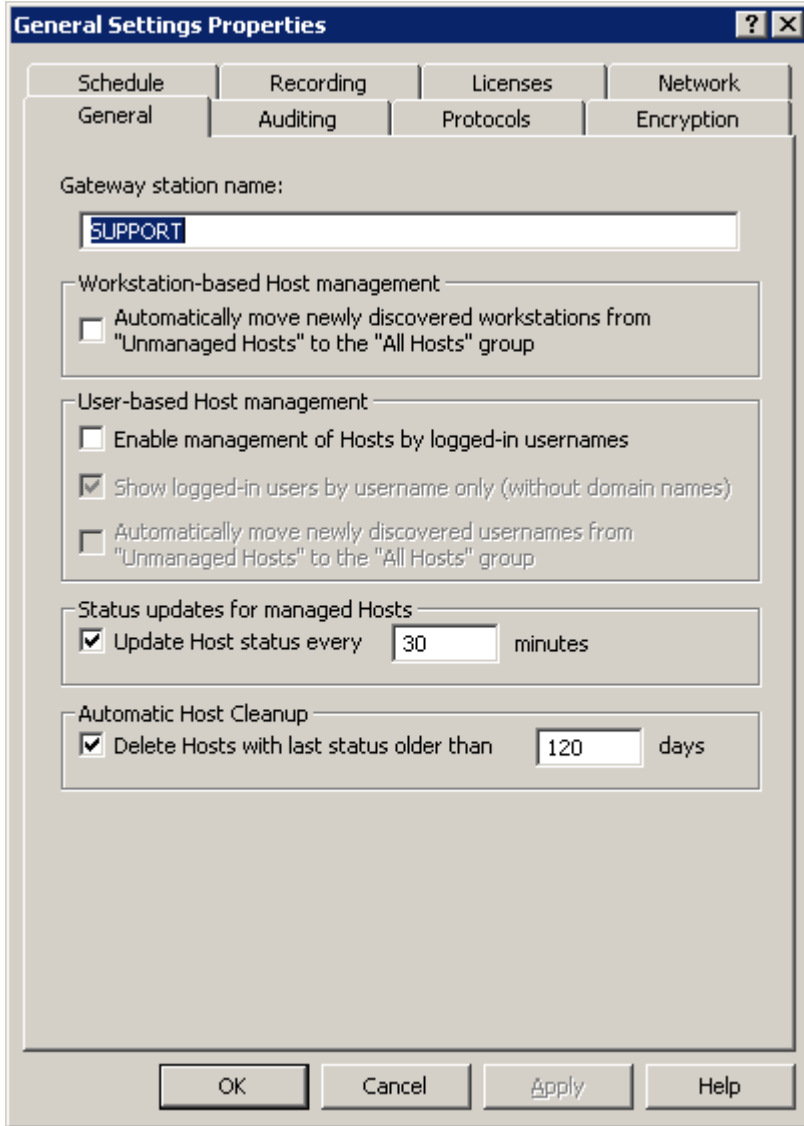 General Settings Properties
Schedule Recording Licenses Network
General Auditing Protocols Encryption
Gateway station name:
SUPPORT
Workstation-based Host management
Automatically move newly discovered workstations from
"Unmanaged Hosts" to the "All Hosts" group
User-based Host management
Enable management of Hosts by logged-in usernames
Show logged-in users by username only (without domain names)
Automatically move newly discovered usernames from
"Unmanaged Hosts" to the "All Hosts" group
Status updates for managed Hosts
Update Host status every 30 minutes
Automatic Host Cleanup
Delete Hosts with last status older than 120 days
OK Cancel Apply Help